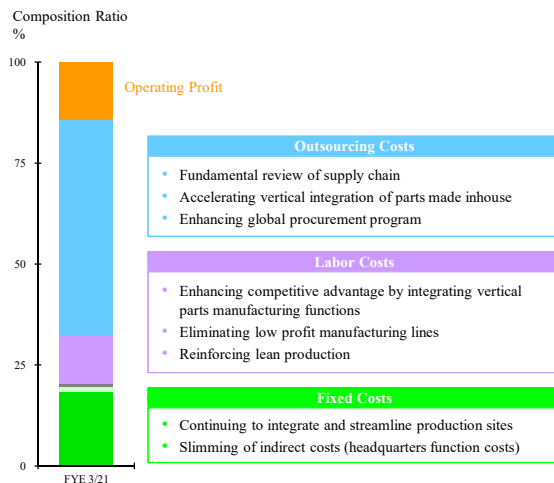 Composition Ratio
%
100
Operating Profit
Outsourcing Costs
• Fundamental review of supply chain
75
• Accelerating vertical integration of parts made inhouse
• Enhancing global procurement program
50
Labor Costs
• Enhancing competitive advantage by integrating vertical
parts manufacturing functions
• Eliminating low profit manufacturing lines
25
• Reinforcing lean production
Fixed Costs
• Continuing to integrate and streamline production sites
• Slimming of indirect costs (headquarters function costs)
0
FYE 3/21